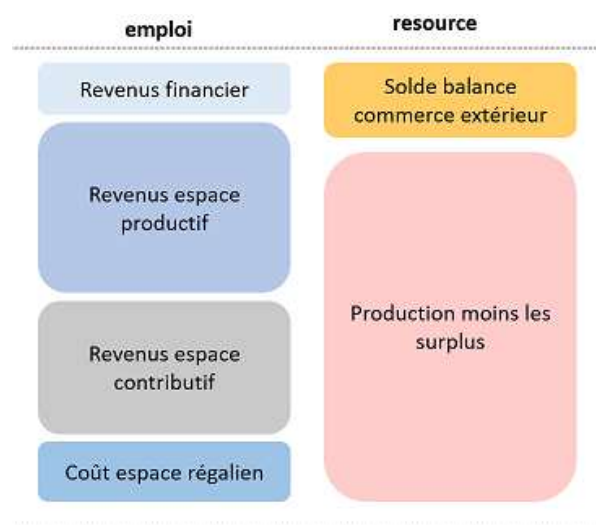 emploi
resource
Revenus financier
Solde balance
commerce extérieur
Revenus espace
productif
Production moins les
surplus
Revenus espace
contributif
Coût espace régalien